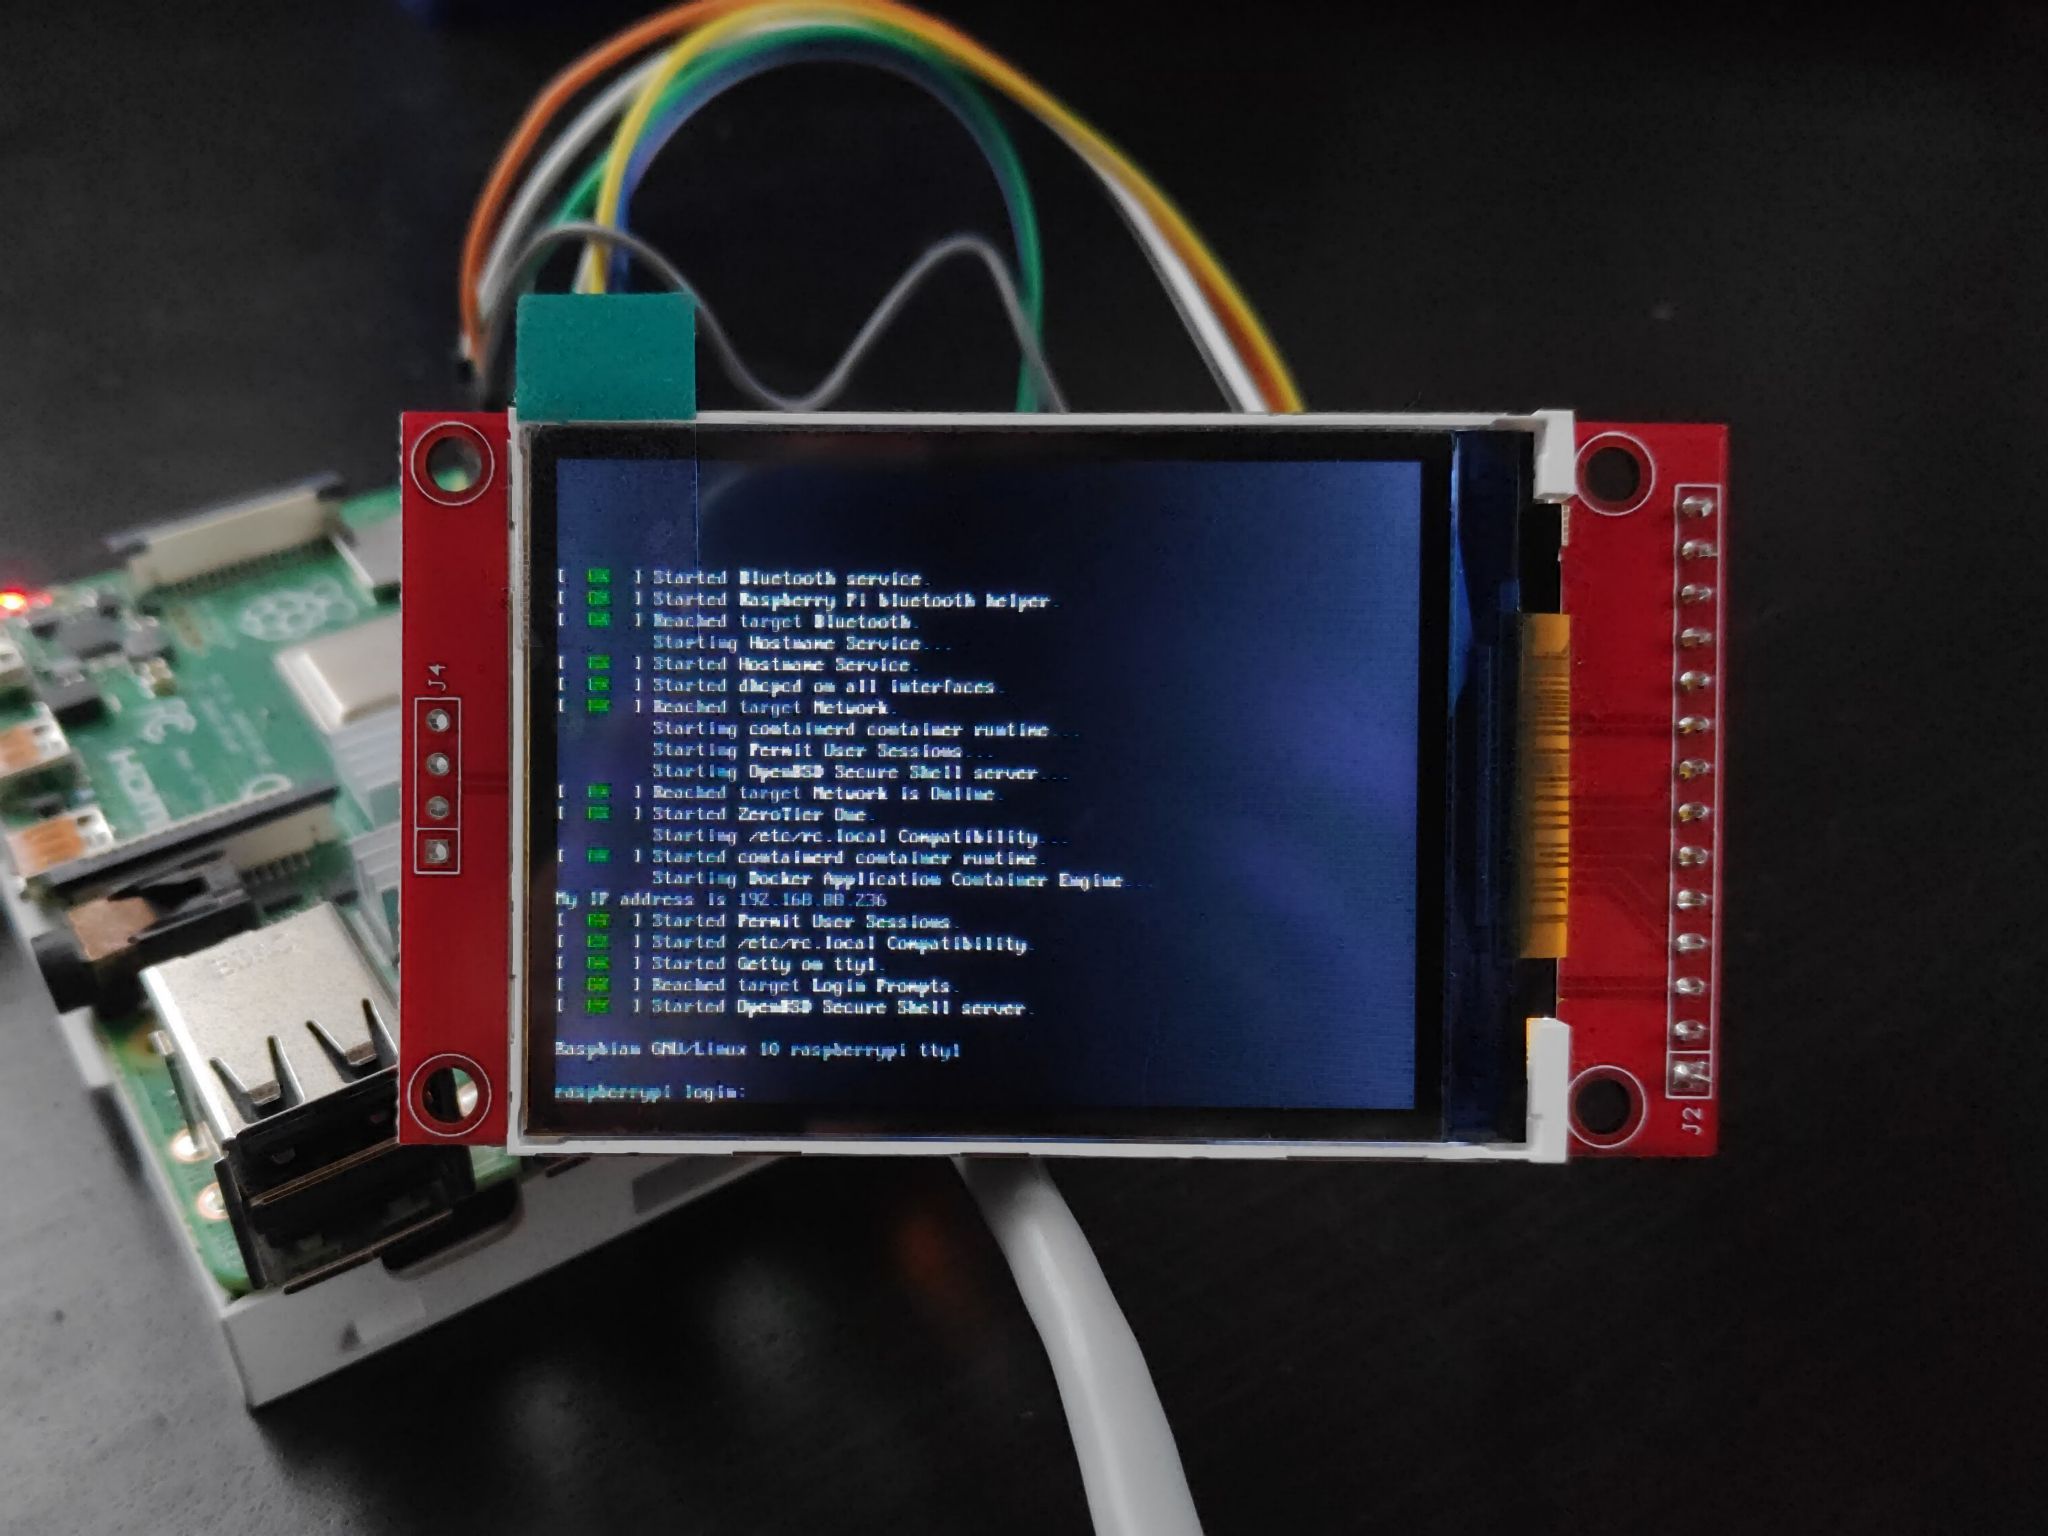 [ OK ] Started Bluetooth service.
[ OK ] Started Raspberry Pi bluetooth helper.
[ OK ] Reached target Bluetooth.
Starting Hostname Service...
[ OK ] Started Hostname Service.
[ OK ] Started dhcpcd on all interfaces.
[ OK ] Reached target Network.
Starting containerd container runtime...
Starting Permit User Sessions...
Starting OpenBSD Secure Shell server...
[ OK ] Reached target Network is Online.
[ OK ] Started ZeroTier One.
Starting /etc/rc.local Compatibility...
[ OK ] Started containerd container runtime.
Starting Docker Application Container Engine...
My IP address is 192.168.88.236
[ OK ] Started Permit User Sessions.
[ OK ] Started /etc/rc.local Compatibility.
[ OK ] Started Getty on tty1.
[ OK ] Reached target Login Prompts.
[ OK ] Started OpenBSD Secure Shell server.
Raspbian GNU/Linux 10 raspberrypi tty1
raspberrypi login:
J4
J2
HDMI